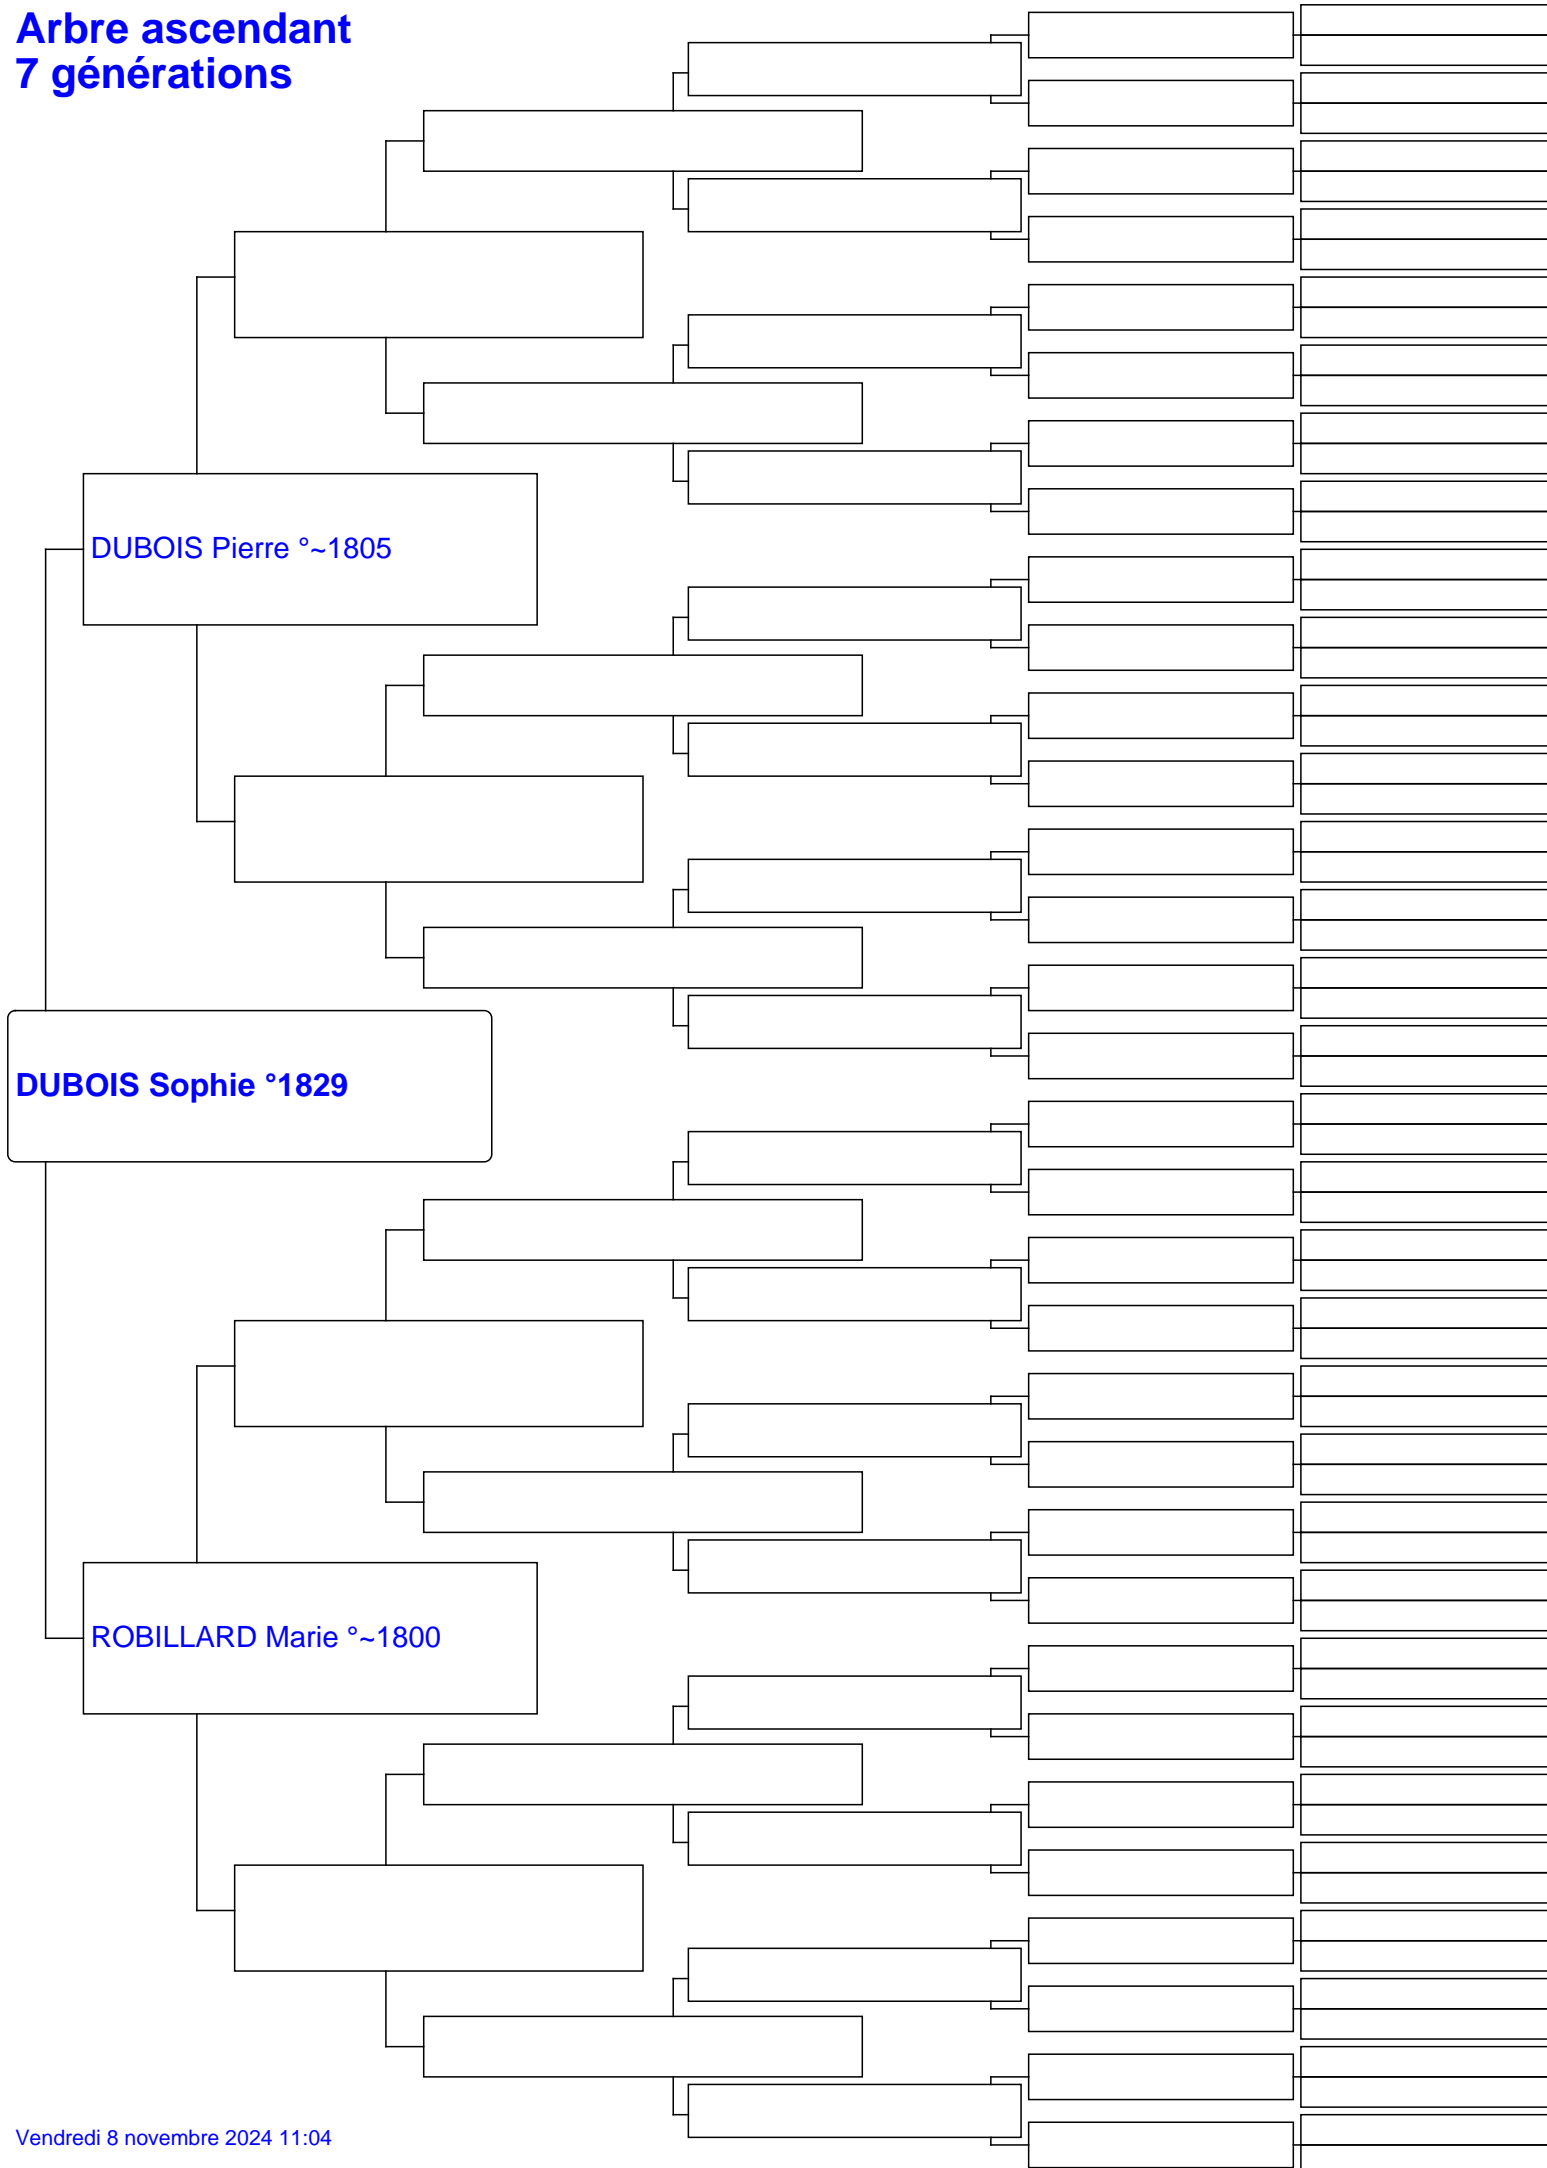 Arbre ascendant
7 générations
DUBOIS Pierre °~1805
DUBOIS Sophie °1829
ROBILLARD Marie °~1800
Vendredi 8 novembre 2024 11:04